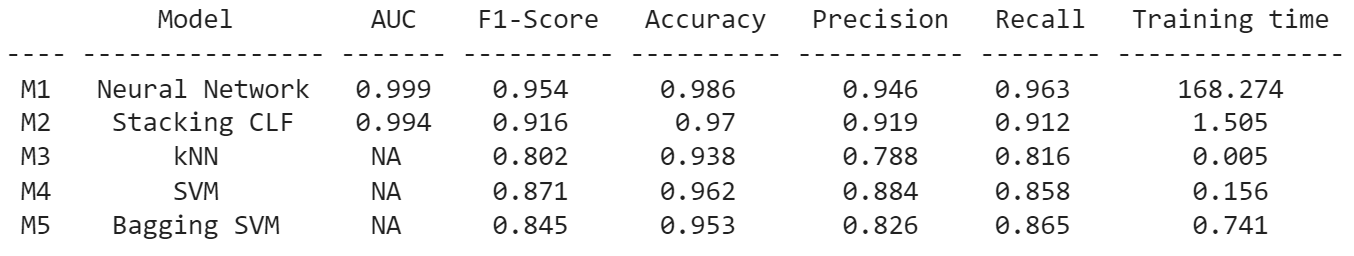 Model AUC F1-Score Accuracy Precision Recall Training time
---- ---------------- ------- ---------- ---------- ----------- -------- ---------------
M1 Neural Network 0.999 0.954 0.986 0.946 0.963 168.274
M2 Stacking CLF 0.994 0.916 0.97 0.919 0.912 1.505
M3 kNN NA 0.802 0.938 0.788 0.816 0.005
M4 SVM NA 0.871 0.962 0.884 0.858 0.156
M5 Bagging SVM NA 0.845 0.953 0.826 0.865 0.741